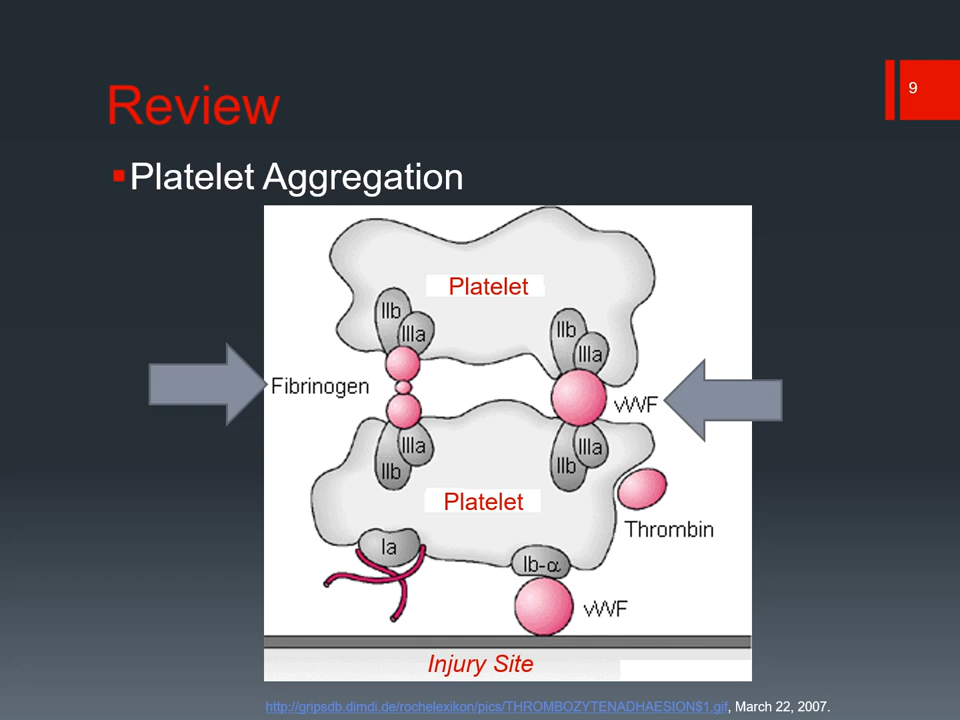 9
Review
Platelet Aggregation
Platelet
IIb
IIIa
IIb
IIIa
Fibrinogen
vWF
IIIa
IIb
IIIa
IIb
Platelet
Thrombin
Ia
Ib-α
vWF
Injury Site
http://gripsdb.dimdi.de/rochelexikon/pics/THROMBOZYTENADHAESION$1.gif, March 22, 2007.